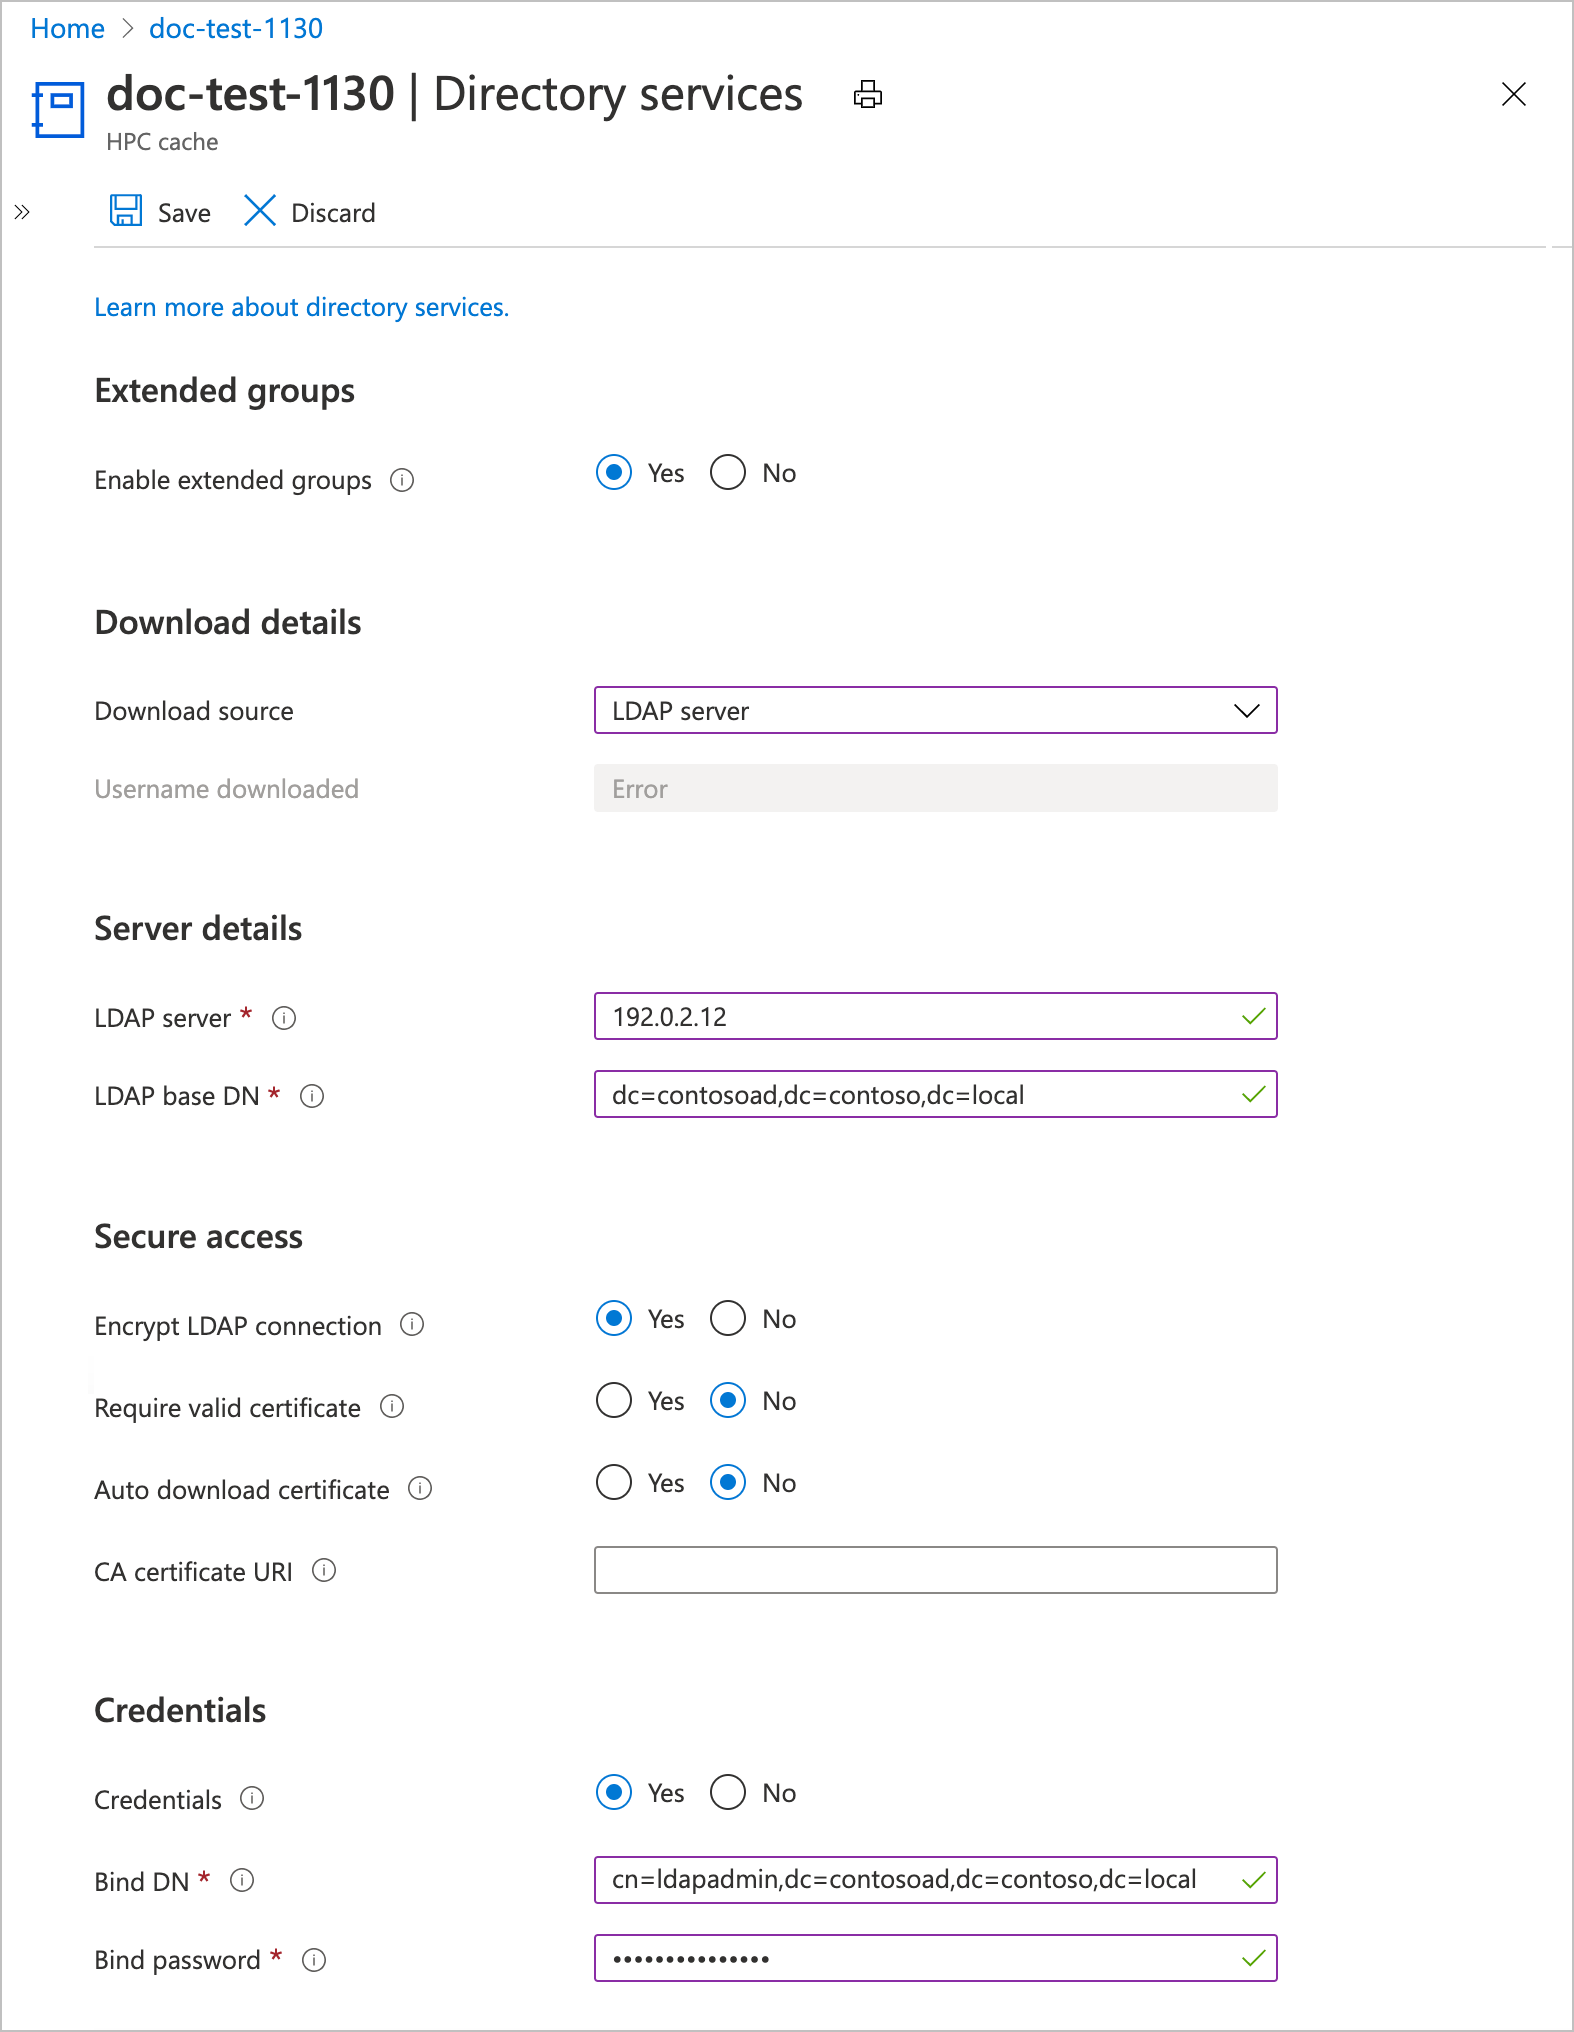 Home > doc-test-1130
doc-test-1130 | Directory services
HPC cache
» Save Discard
Learn more about directory services.
Extended groups
Enable extended groups Yes No
Download details
Download source LDAP server
Username downloaded Error
Server details
LDAP server * 192.0.2.12
LDAP base DN * dc=contosoad,dc=contoso,dc=local
Secure access
Encrypt LDAP connection Yes No
Require valid certificate Yes No
Auto download certificate Yes No
CA certificate URI
Credentials
Credentials Yes No
Bind DN * cn=ldapadmin,dc=contosoad,dc=contoso,dc=local
Bind password * •••••••••••••••